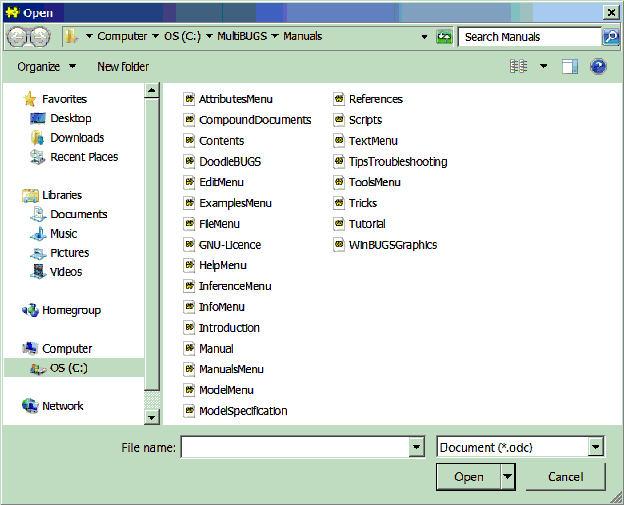 Open
Computer OS (C:) MultiBUGS Manuals Search Manuals
Organize New folder
Favorites
Desktop
Downloads
Recent Places
Libraries
Documents
Music
Pictures
Videos
Homegroup
Computer
OS (C:)
Network
AttributesMenu
CompoundDocuments
Contents
DoodleBUGS
EditMenu
ExamplesMenu
FileMenu
GNU-Licence
HelpMenu
InferenceMenu
InfoMenu
Introduction
Manual
ManualsMenu
ModelMenu
ModelSpecification
References
Scripts
TextMenu
TipsTroubleshooting
ToolsMenu
Tricks
Tutorial
WinBUGSGraphics
File name: Document (*.odc)
Open Cancel